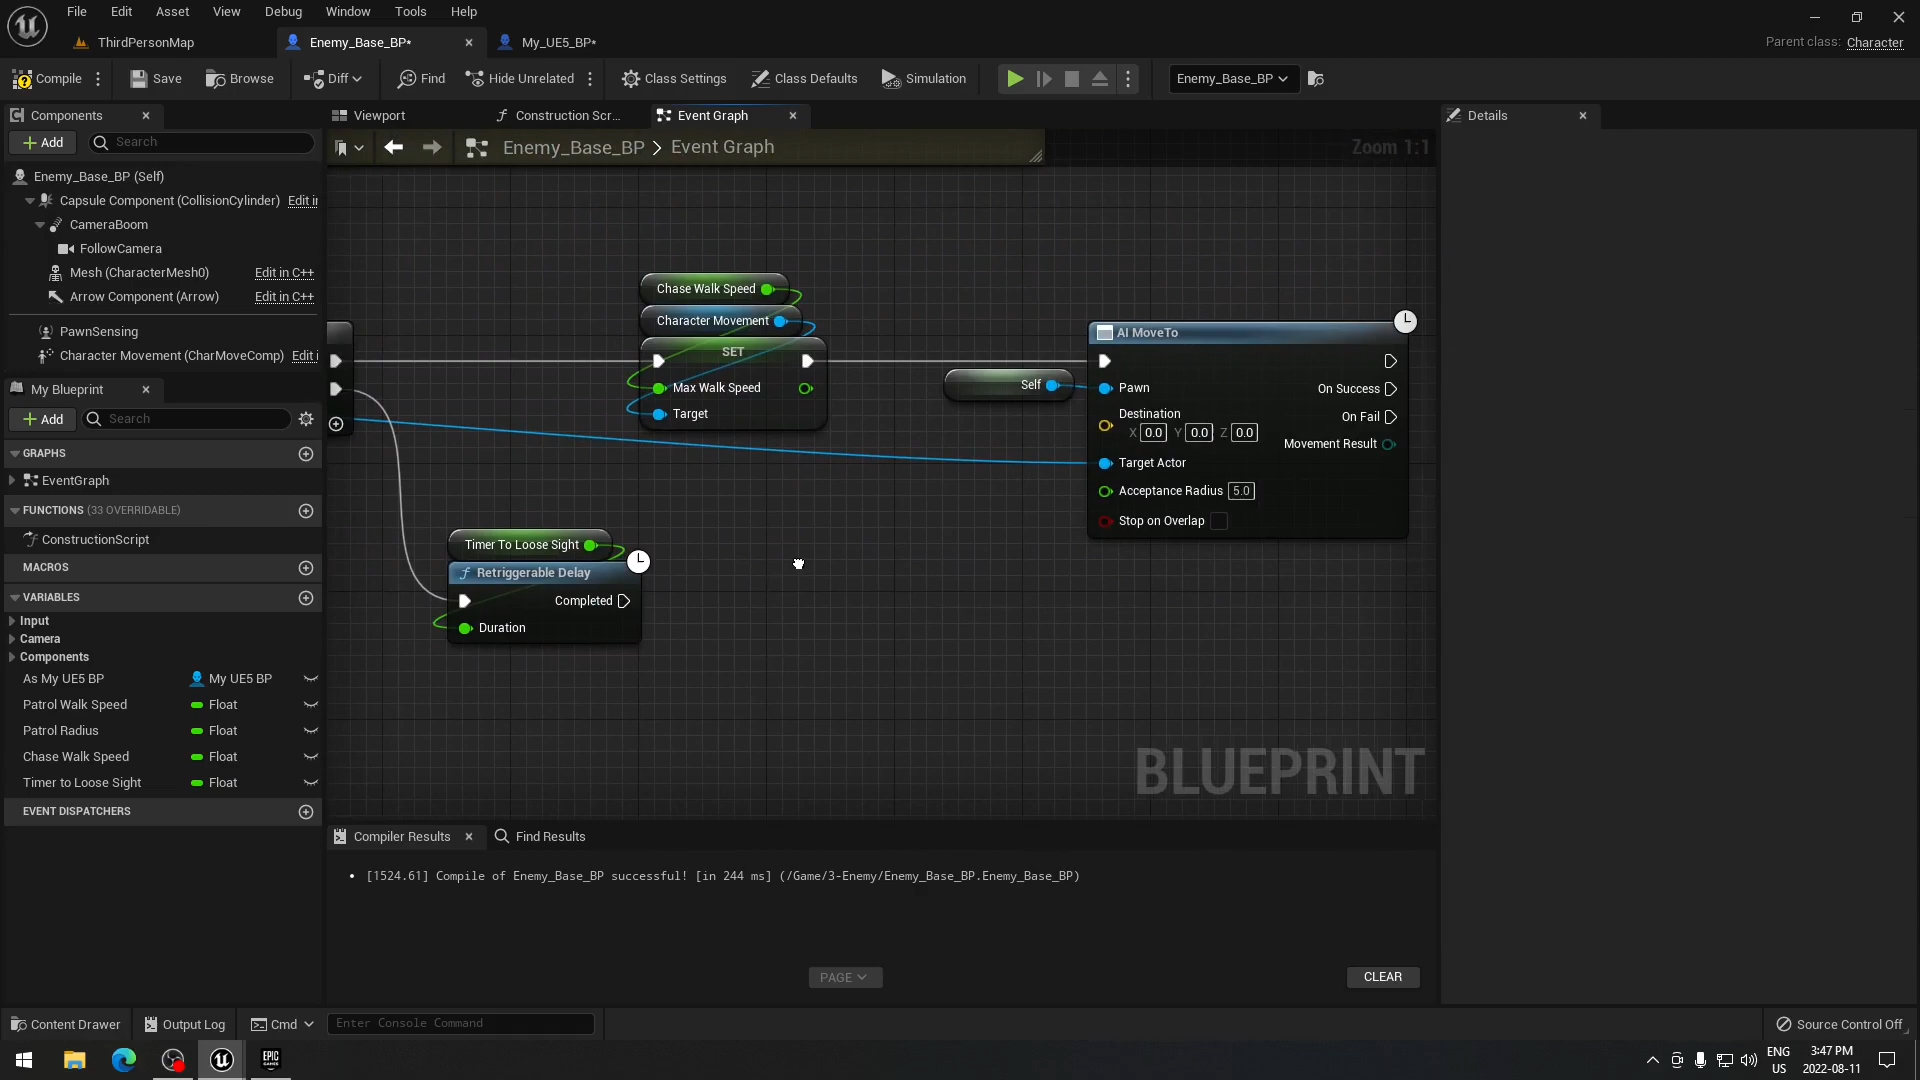 File Edit Asset View Debug Window Tools Help
ThirdPersonMap Enemy_Base_BP* My_UE5_BP*
Parent class: Character
Compile Save Browse Diff Find Hide Unrelated Class Settings Class Defaults Simulation Enemy_Base_BP
Components Viewport Construction Scr... Event Graph Details
Add Search
Enemy_Base_BP > Event Graph Zoom 1:1
Enemy_Base_BP (Self)
Capsule Component (CollisionCylinder) Edit i
CameraBoom
FollowCamera
Mesh (CharacterMesh0) Edit in C++
Arrow Component (Arrow) Edit in C++
PawnSensing
Character Movement (CharMoveComp) Edit i
My Blueprint
Add Search
GRAPHS
EventGraph
FUNCTIONS (33 OVERRIDABLE)
ConstructionScript
MACROS
VARIABLES
Input
Camera
Components
As My UE5 BP My UE5 BP
Patrol Walk Speed Float
Patrol Radius Float
Chase Walk Speed Float
Timer to Loose Sight Float
EVENT DISPATCHERS
Chase Walk Speed
Character Movement
SET
Max Walk Speed
Target
Self
AI MoveTo
Pawn On Success
Destination On Fail
X 0.0 Y 0.0 Z 0.0
Movement Result
Target Actor
Acceptance Radius 5.0
Stop on Overlap
Timer To Loose Sight
Retriggerable Delay
Completed
Duration
BLUEPRINT
Compiler Results Find Results
• [1524.61] Compile of Enemy_Base_BP successful! [in 244 ms] (/Game/3-Enemy/Enemy_Base_BP.Enemy_Base_BP)
PAGE CLEAR
Content Drawer Output Log Cmd Enter Console Command Source Control Off
EPIC GAMES
ENG US
3:47 PM
2022-08-11